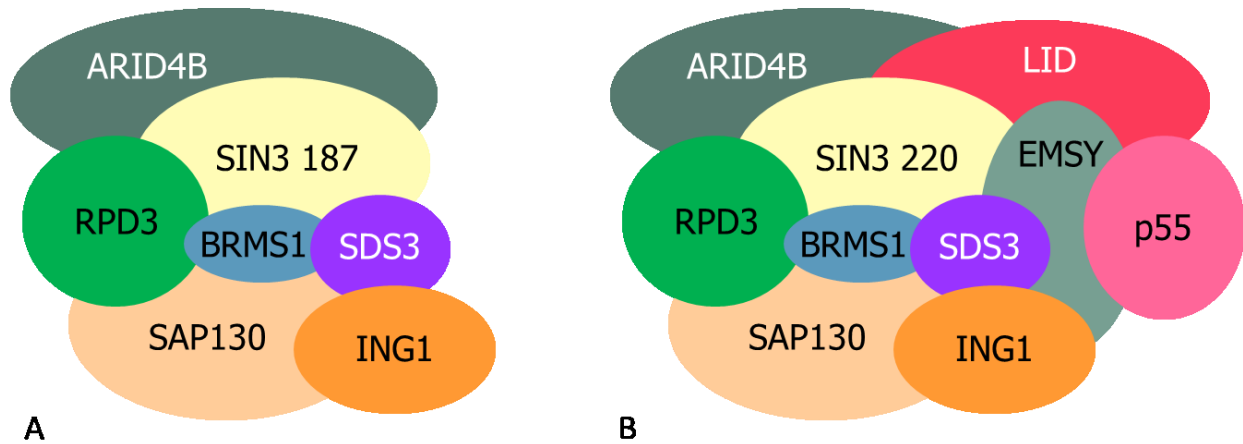 ARID4B
SIN3 187
RPD3
BRMS1
SDS3
SAP130
ING1
A
ARID4B
LID
SIN3 220
EMSY
RPD3
BRMS1
SDS3
p55
SAP130
ING1
B